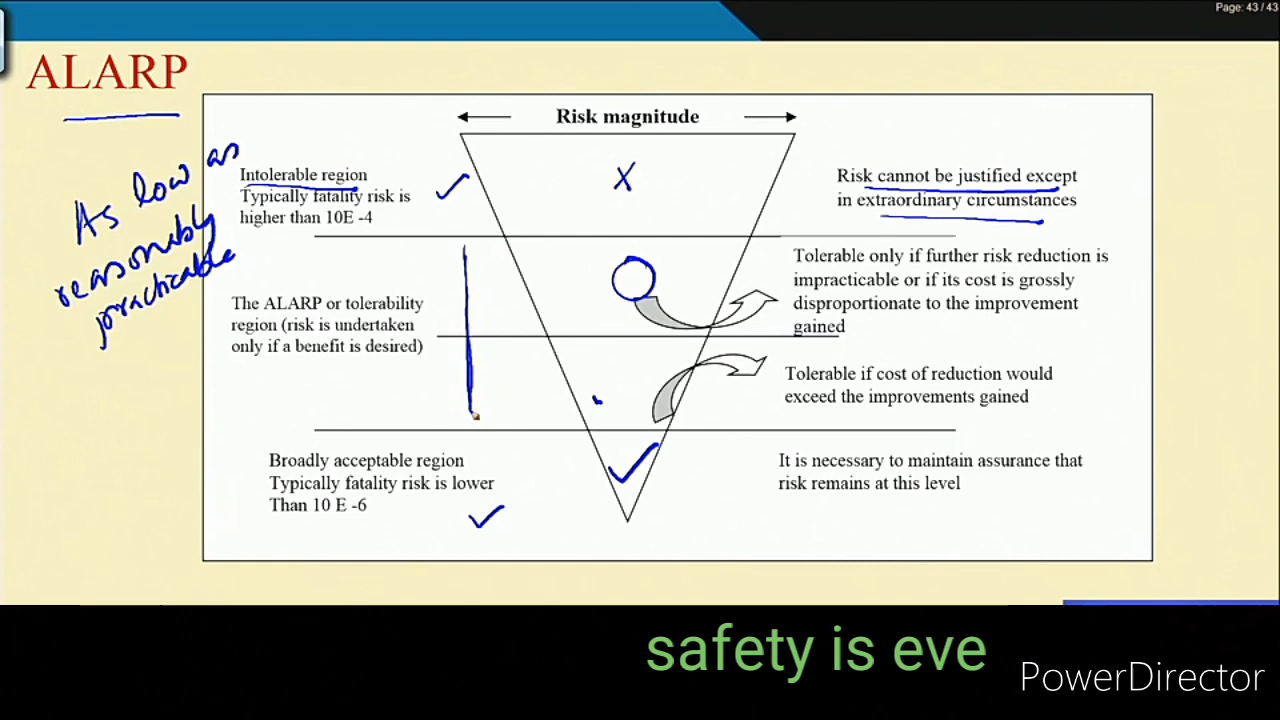 Page: 43 / 43
ALARP
As low as
reasonably
practicable
Risk magnitude
Intolerable region
Typically fatality risk is
higher than 10E -4
X
Risk cannot be justified except
in extraordinary circumstances
The ALARP or tolerability
region (risk is undertaken
only if a benefit is desired)
Tolerable only if further risk reduction is
impracticable or if its cost is grossly
disproportionate to the improvement
gained
Tolerable if cost of reduction would
exceed the improvements gained
Broadly acceptable region
Typically fatality risk is lower
Than 10 E -6
It is necessary to maintain assurance that
risk remains at this level
safety is eve
PowerDirector